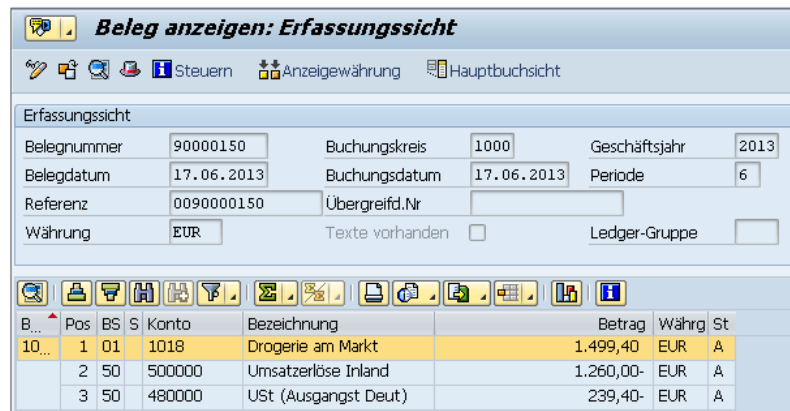 Beleg anzeigen: Erfassungssicht
Steuern Anzeigewährung Hauptbuchsicht
Erfassungssicht
Belegnummer 90000150 Buchungskreis 1000 Geschäftsjahr 2013
Belegdatum 17.06.2013 Buchungsdatum 17.06.2013 Periode 6
Referenz 0090000150 Übergreifd.Nr
Währung EUR Texte vorhanden Ledger-Gruppe
B... Pos BS S Konto Bezeichnung Betrag Währg St
10... 1 01 1018 Drogerie am Markt 1.499,40 EUR A
2 50 500000 Umsatzerlöse Inland 1.260,00- EUR A
3 50 480000 USt (Ausgangst Deut) 239,40- EUR A